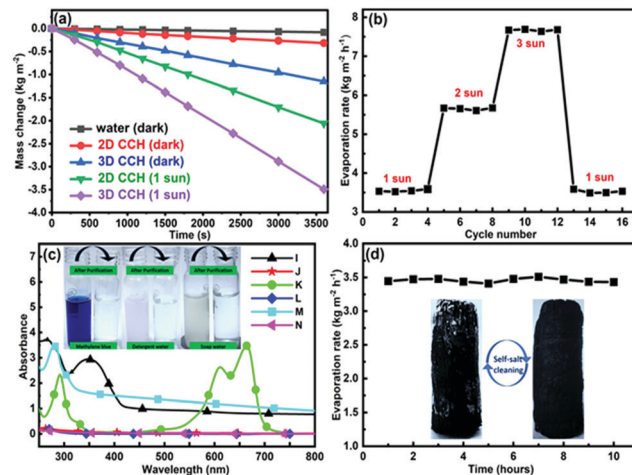 (a)
Mass change (kg m⁻²)
0.0
-0.5
-1.0
-1.5
-2.0
-2.5
-3.0
-3.5
-4.0
water (dark)
2D CCH (dark)
3D CCH (dark)
2D CCH (1 sun)
3D CCH (1 sun)
0 500 1000 1500 2000 2500 3000 3500
Time (s)
(b)
Evaporation rate (kg m⁻² h⁻¹)
9
8
7
6
5
4
3
2
1 sun
2 sun
3 sun
1 sun
0 2 4 6 8 10 12 14 16
Cycle number
(c)
Absorbance
7
6
5
4
3
2
1
0
After Purification
After Purification
After Purification
Methylene blue
Detergent water
Soap water
I
J
K
L
M
N
300 400 500 600 700 800
Wavelength (nm)
(d)
Evaporation rate (kg m⁻² h⁻¹)
4.0
3.5
3.0
2.5
2.0
1.5
1.0
Self-salt
cleaning
0 2 4 6 8 10
Time (hours)